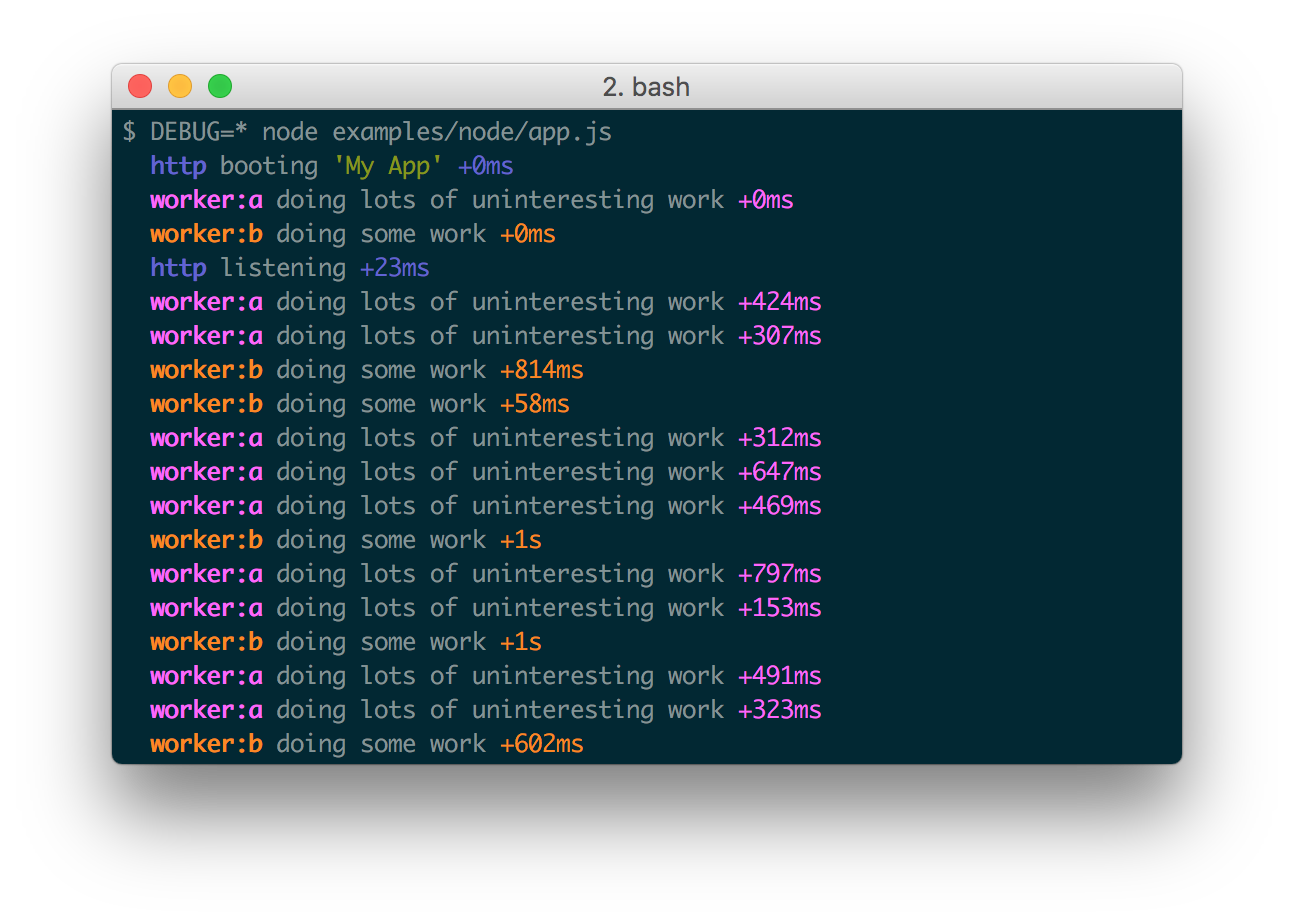 2. bash
$ DEBUG=* node examples/node/app.js
http booting 'My App' +0ms
worker:a doing lots of uninteresting work +0ms
worker:b doing some work +0ms
http listening +23ms
worker:a doing lots of uninteresting work +424ms
worker:a doing lots of uninteresting work +307ms
worker:b doing some work +814ms
worker:b doing some work +58ms
worker:a doing lots of uninteresting work +312ms
worker:a doing lots of uninteresting work +647ms
worker:a doing lots of uninteresting work +469ms
worker:b doing some work +1s
worker:a doing lots of uninteresting work +797ms
worker:a doing lots of uninteresting work +153ms
worker:b doing some work +1s
worker:a doing lots of uninteresting work +491ms
worker:a doing lots of uninteresting work +323ms
worker:b doing some work +602ms